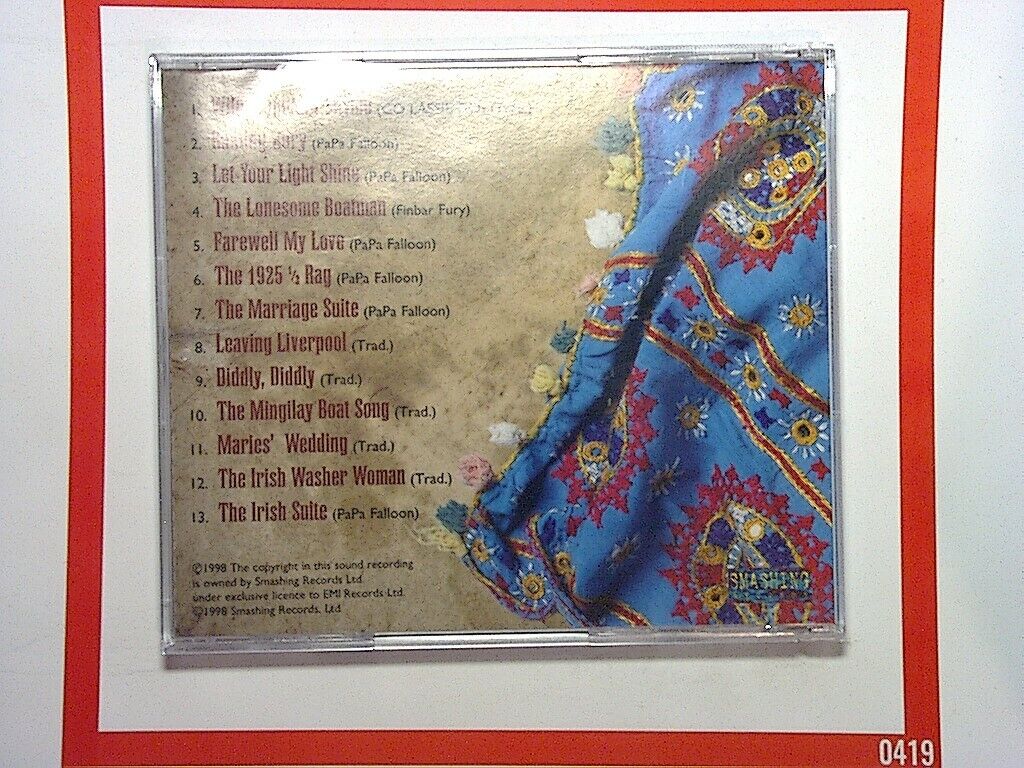 1.
2. (PaPa Falloon)
3. Let Your Light Shine (PaPa Falloon)
4. The Lonesome Boatman (Finbar Fury)
5. Farewell My Love (PaPa Falloon)
6. The 1925 ½ Rag (PaPa Falloon)
7. The Marriage Suite (PaPa Falloon)
8. Leaving Liverpool (Trad.)
9. Diddly, Diddly (Trad.)
10. The Mingilay Boat Song (Trad.)
11. Maries' Wedding (Trad.)
12. The Irish Washer Woman (Trad.)
13. The Irish Suite (PaPa Falloon)
©1998 The copyright in this sound recording
is owned by Smashing Records Ltd.
under exclusive licence to EMI Records Ltd.
©1998 Smashing Records. Ltd
SMASHING
0419